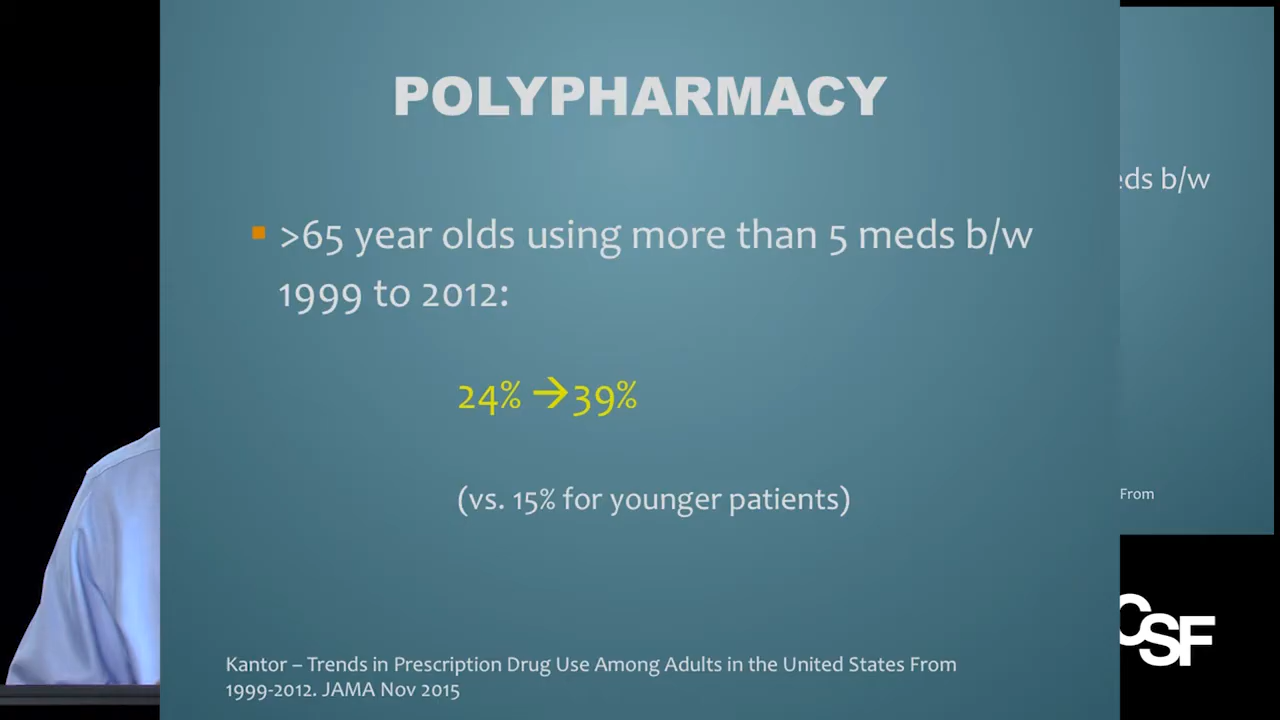 POLYPHARMACY
>65 year olds using more than 5 meds b/w
1999 to 2012:
24% →39%
(vs. 15% for younger patients)
Kantor – Trends in Prescription Drug Use Among Adults in the United States From
1999-2012. JAMA Nov 2015
b/w
From
SF